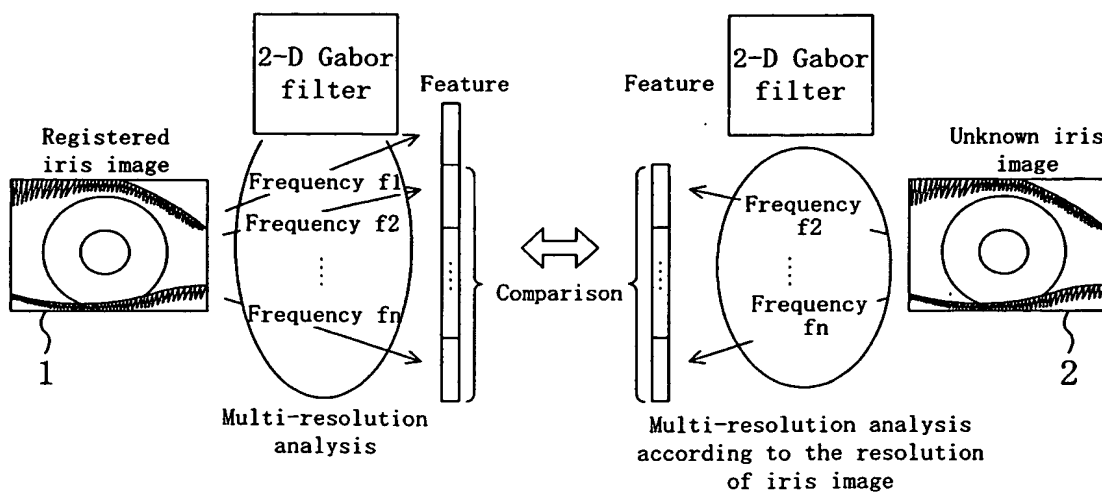 2-D Gabor
filter
Feature
Registered
iris image
Frequency f1
Frequency f2
Frequency fn
1
Multi-resolution
analysis
Comparison
Feature
2-D Gabor
filter
Unknown iris
image
Frequency
f2
Frequency
fn
2
Multi-resolution analysis
according to the resolution
of iris image